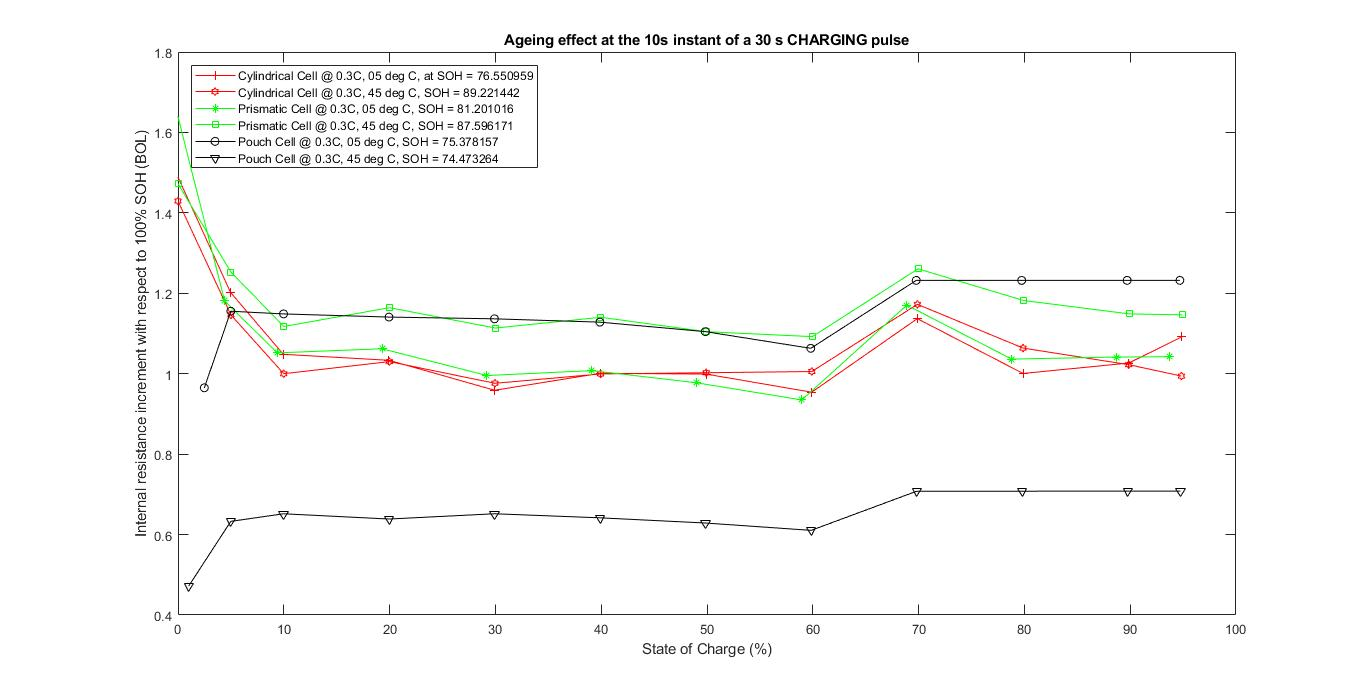 Ageing effect at the 10s instant of a 30 s CHARGING pulse
1.8
1.6
1.4
1.2
1
0.8
0.6
0.4
Internal resistance increment with respect to 100% SOH (BOL)
Cylindrical Cell @ 0.3C, 05 deg C, at SOH = 76.550959
Cylindrical Cell @ 0.3C, 45 deg C, SOH = 89.221442
Prismatic Cell @ 0.3C, 05 deg C, SOH = 81.201016
Prismatic Cell @ 0.3C, 45 deg C, SOH = 87.596171
Pouch Cell @ 0.3C, 05 deg C, SOH = 75.378157
Pouch Cell @ 0.3C, 45 deg C, SOH = 74.473264
0 10 20 30 40 50 60 70 80 90 100
State of Charge (%)